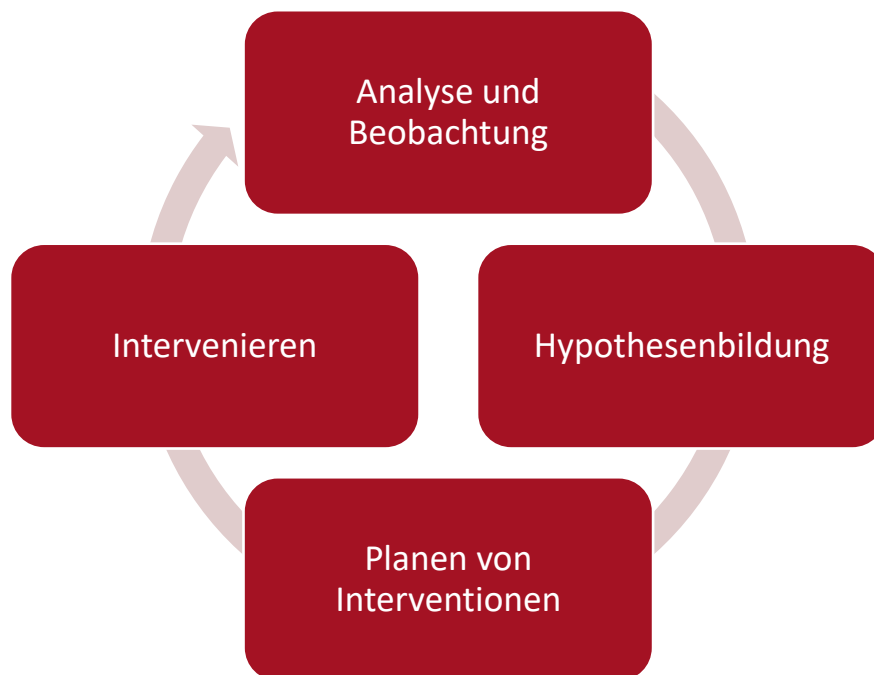 Analyse und
Beobachtung
Hypothesenbildung
Planen von
Interventionen
Intervenieren